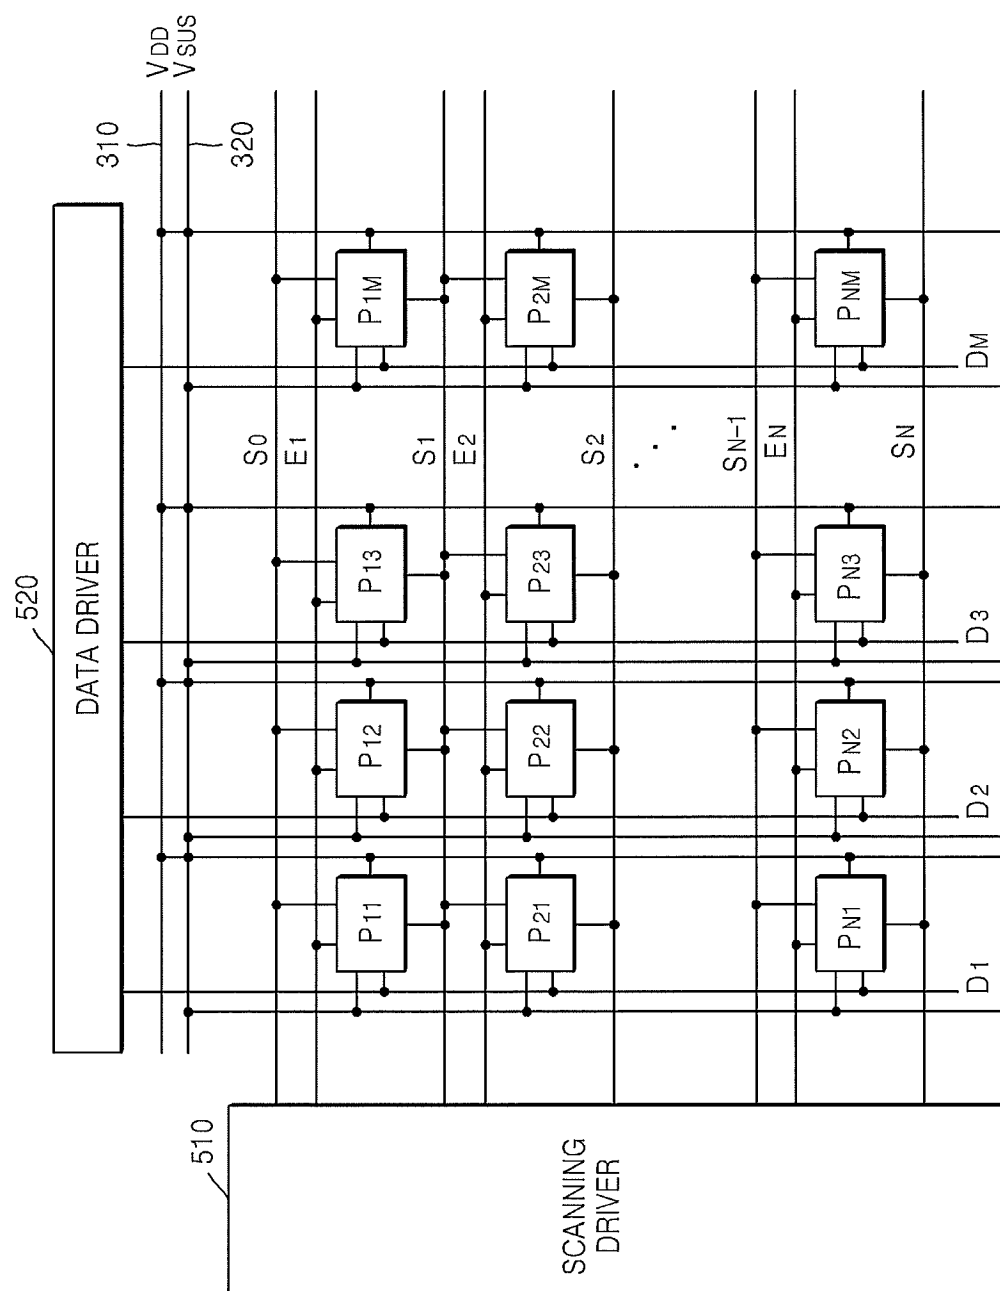 520
DATA DRIVER
310
VDD
VSUS
320
510
SCANNING
DRIVER
S0
E1
P11
P12
P13
P1M
S1
E2
P21
P22
P23
P2M
S2
SN-1
EN
PN1
PN2
PN3
PNM
SN
D1
D2
D3
DM